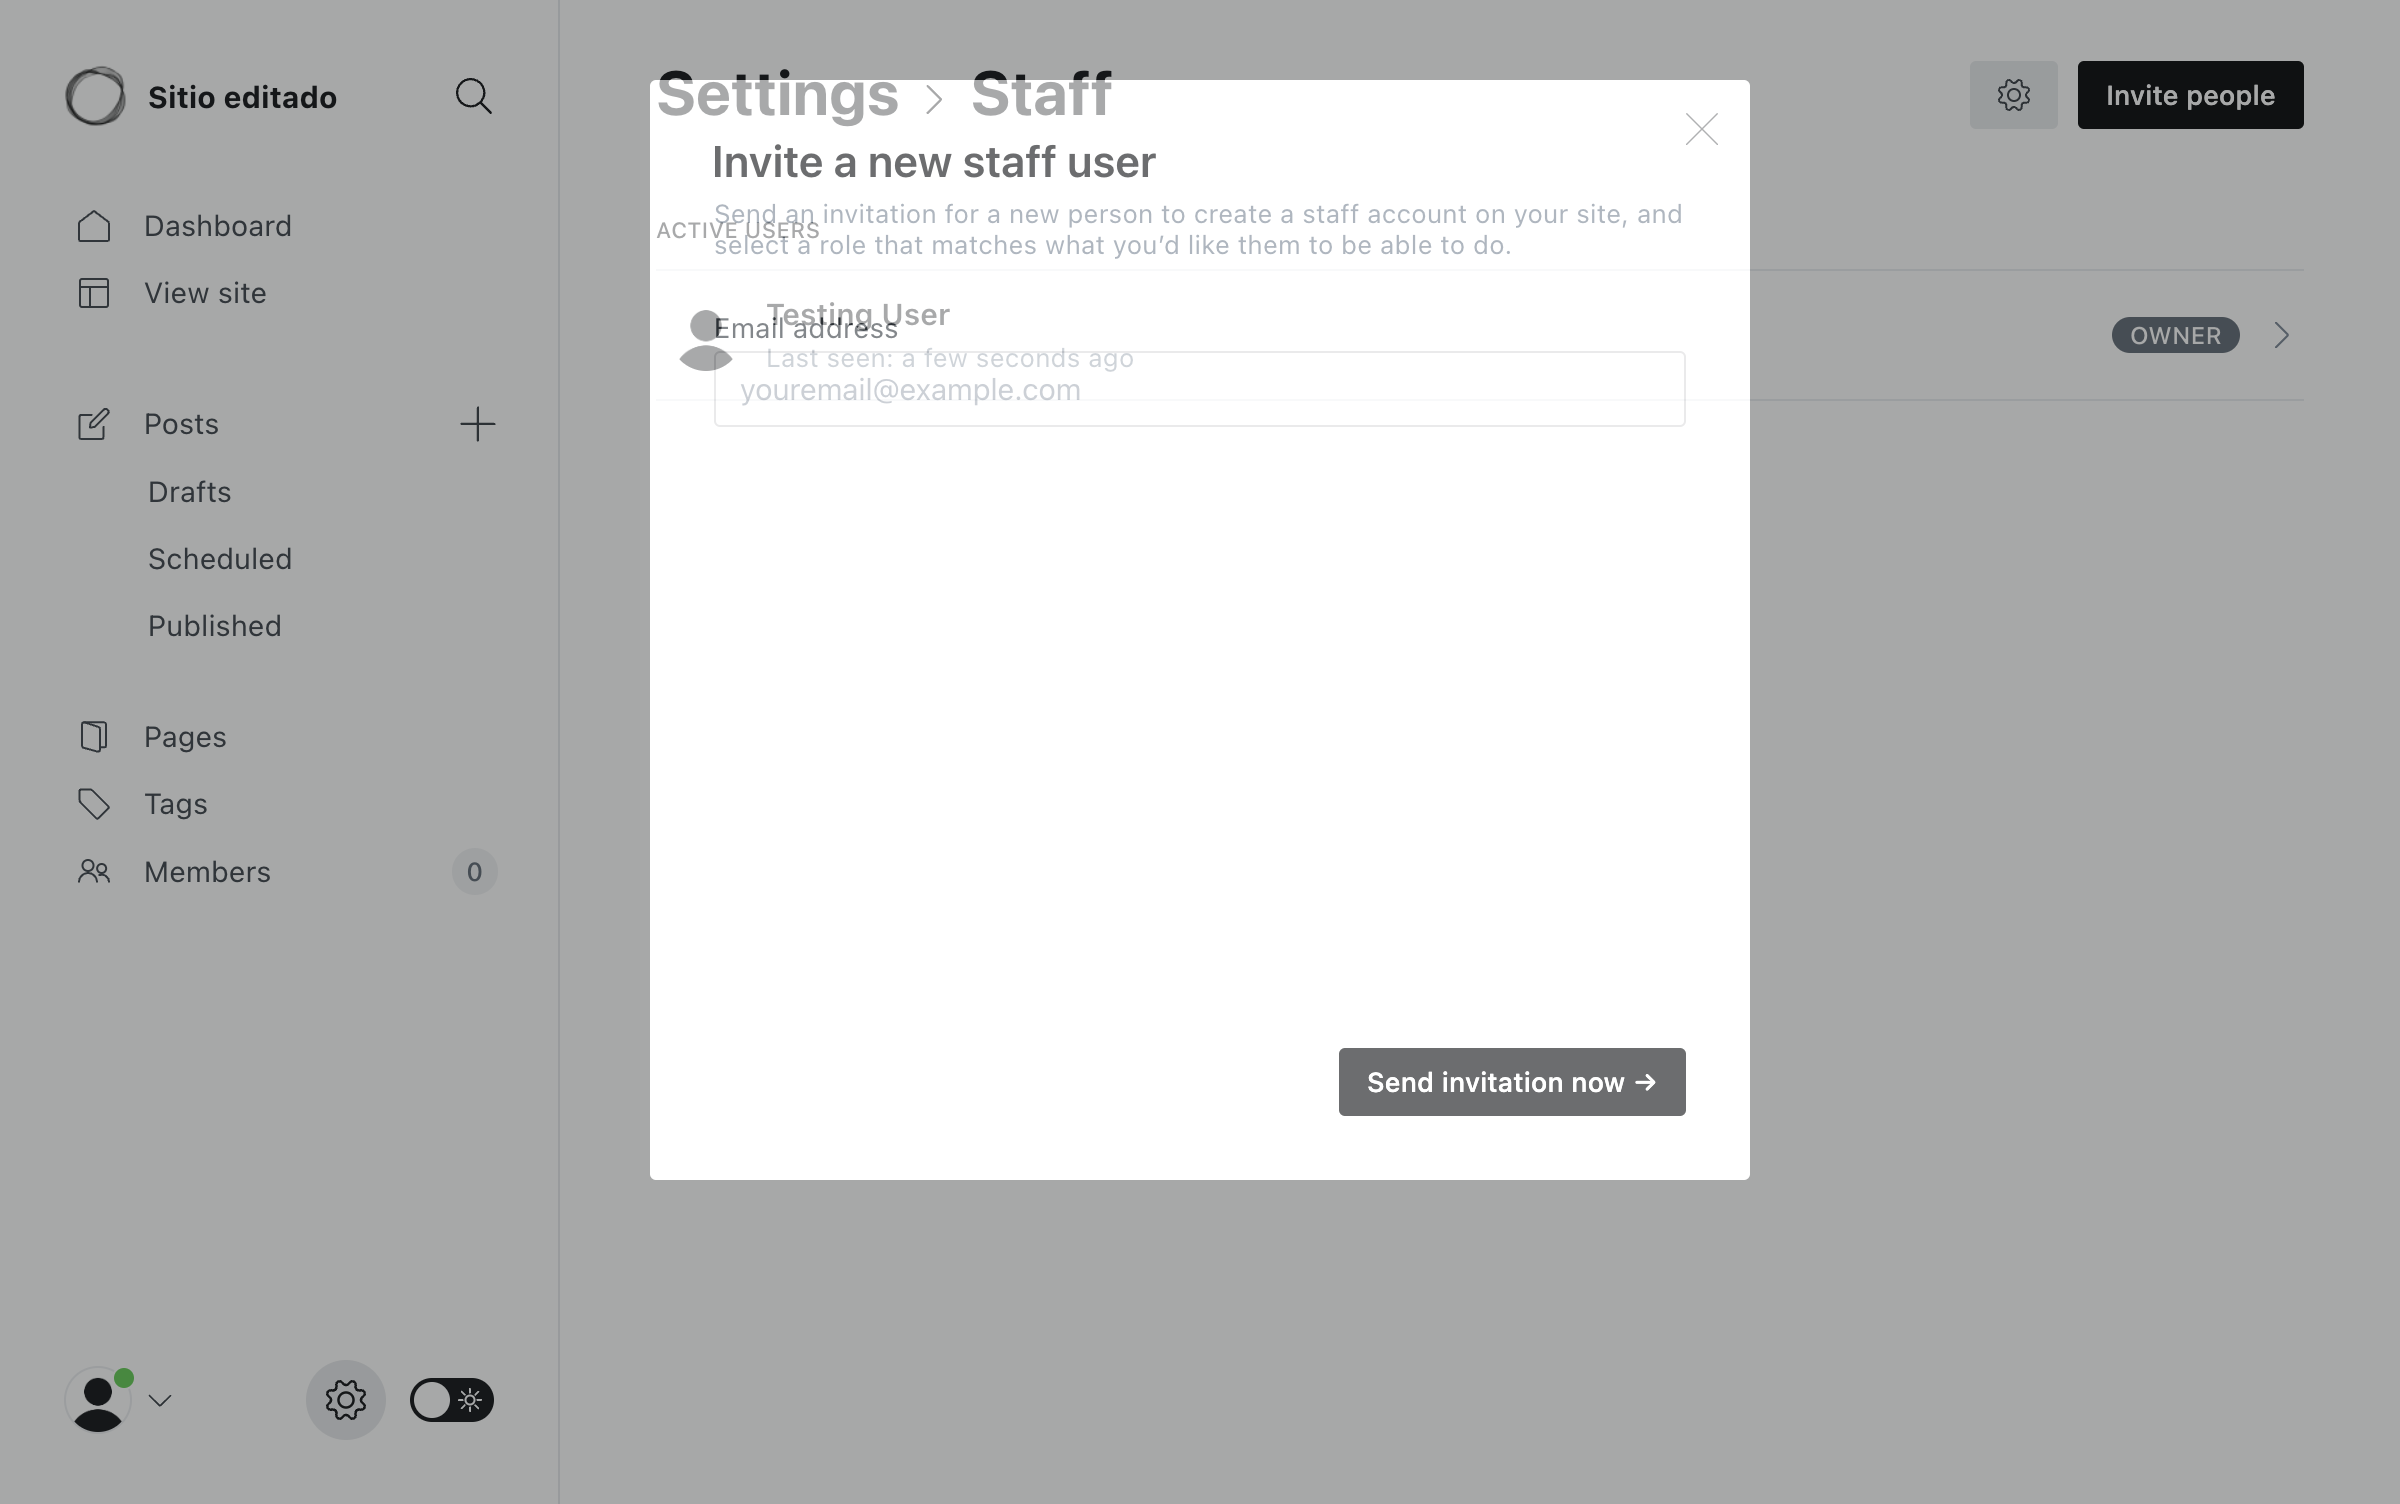 Sitio editado
Dashboard
View site
Posts
Drafts
Scheduled
Published
Pages
Tags
Members
0
Settings > Staff
Invite people
Invite a new staff user
Send an invitation for a new person to create a staff account on your site, and
select a role that matches what you’d like them to be able to do.
ACTIVE USERS
Testing User
Last seen: a few seconds ago
OWNER
Email address
youremail@example.com
Send invitation now →